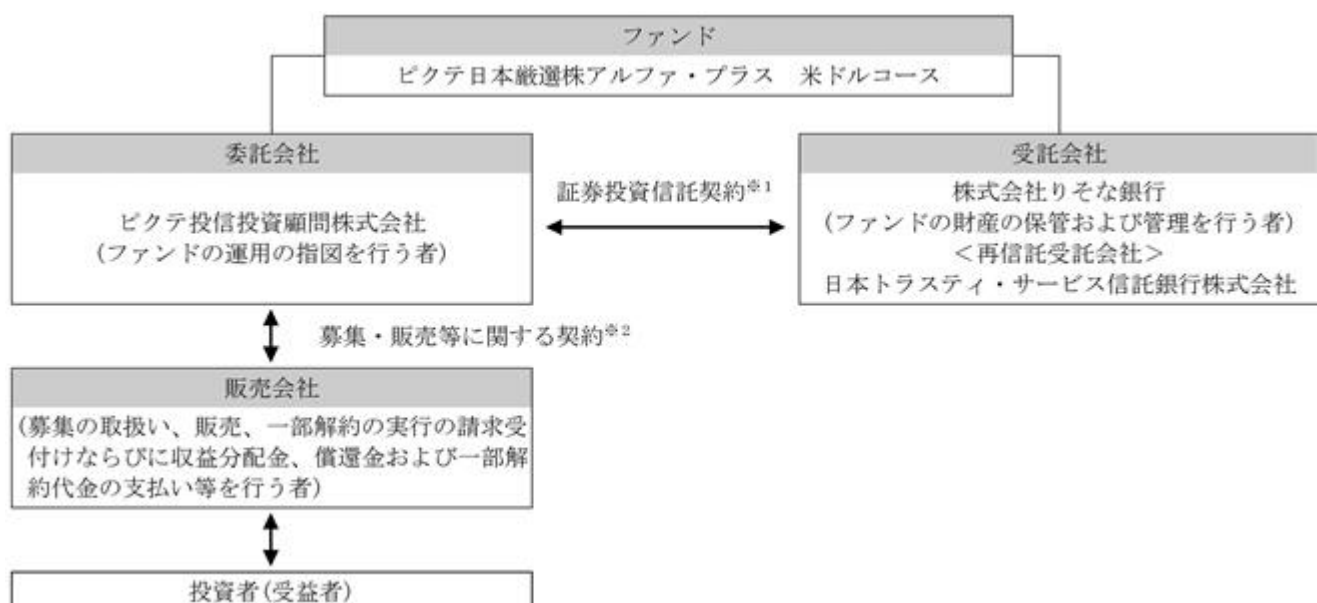 ファンド
ピクテ日本厳選株アルファ・プラス　米ドルコース
委託会社
ピクテ投信投資顧問株式会社
(ファンドの運用の指図を行う者)
証券投資信託契約※1
受託会社
株式会社りそな銀行
(ファンドの財産の保管および管理を行う者)
＜再信託受託会社＞
日本トラスティ・サービス信託銀行株式会社
募集・販売等に関する契約※2
販売会社
(募集の取扱い、販売、一部解約の実行の請求受
付けならびに収益分配金、償還金および一部解
約代金の支払い等を行う者)
投資者(受益者)